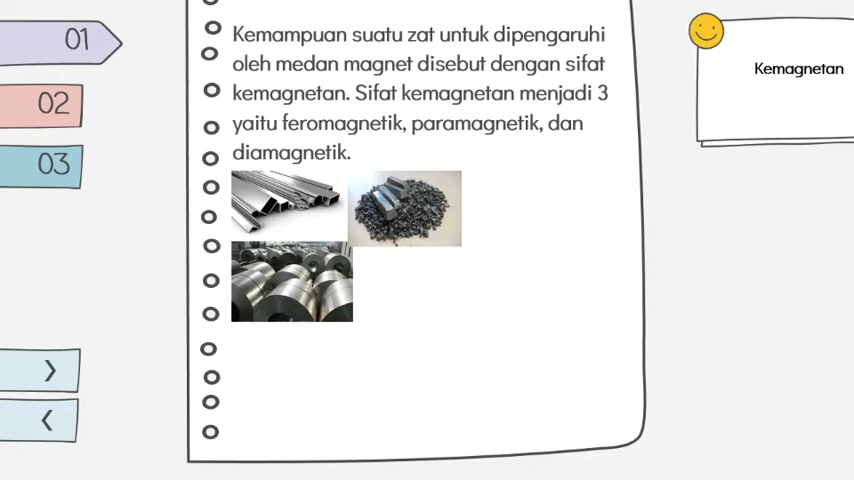 01
02
03
Kemampuan suatu zat untuk dipengaruhi
oleh medan magnet disebut dengan sifat
kemagnetan. Sifat kemagnetan menjadi 3
yaitu feromagnetik, paramagnetik, dan
diamagnetik.
Kemagnetan